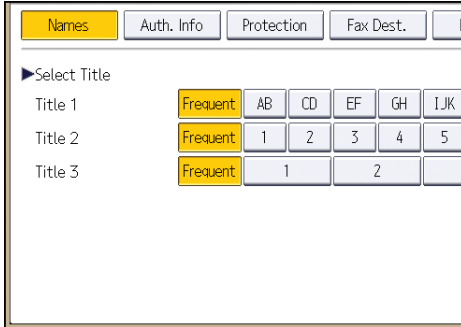 Names Auth. Info Protection Fax Dest.
▶Select Title
Title 1 Frequent AB CD EF GH IJK
Title 2 Frequent 1 2 3 4 5
Title 3 Frequent 1 2